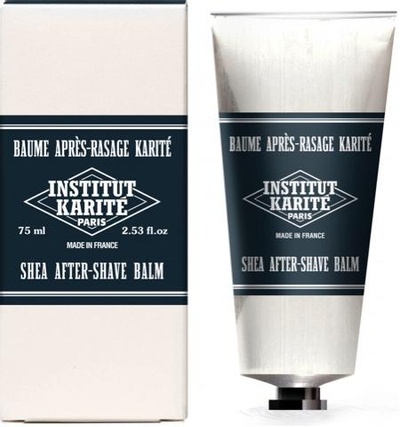 BAUME APRÈS-RASAGE KARITÉ
INSTITUT
KARITÉ
PARIS
75 ml 2.53 fl.oz
MADE IN FRANCE
SHEA AFTER-SHAVE BALM
BAUME APRÈS-RASAGE KARITÉ
INSTITUT
KARITÉ
PARIS
MADE IN FRANCE
SHEA AFTER-SHAVE BALM